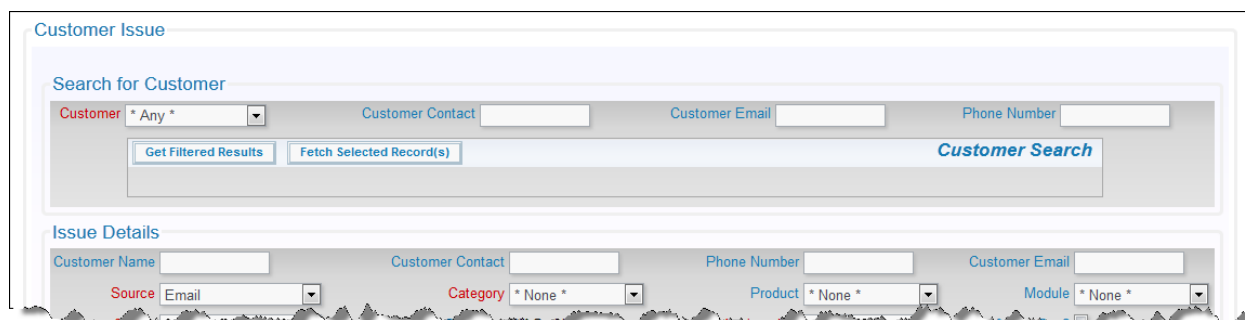 Customer Issue
Search for Customer
Customer * Any * Customer Contact Customer Email Phone Number
Get Filtered Results Fetch Selected Record(s) Customer Search
Issue Details
Customer Name Customer Contact Phone Number Customer Email
Source Email Category * None * Product * None * Module * None *